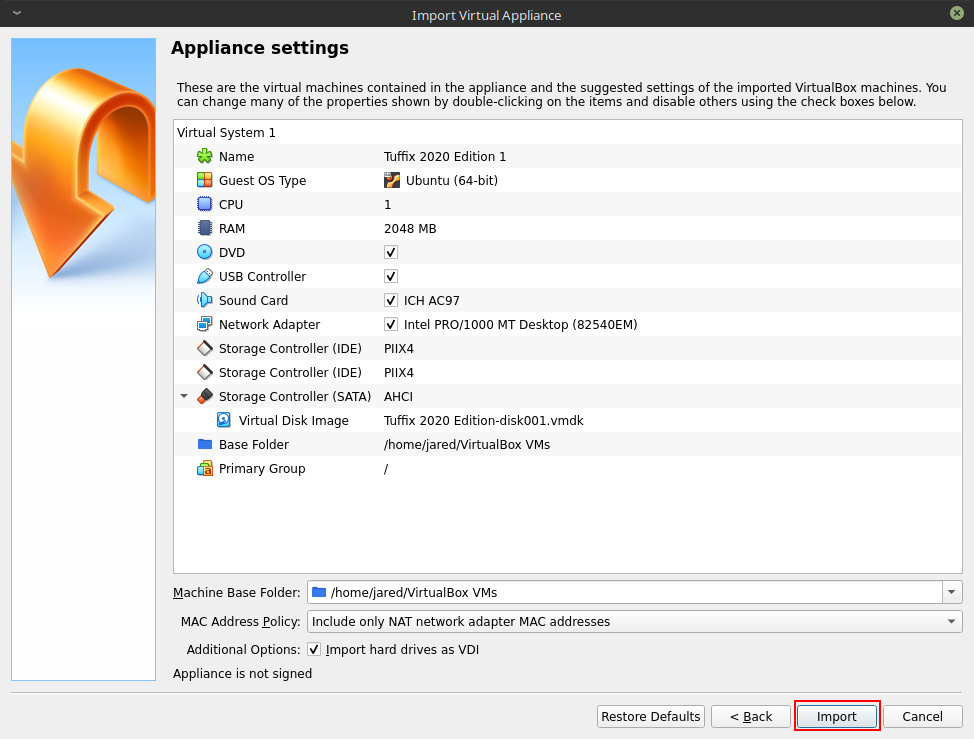 Import Virtual Appliance
Appliance settings
These are the virtual machines contained in the appliance and the suggested settings of the imported VirtualBox machines. You
can change many of the properties shown by double-clicking on the items and disable others using the check boxes below.
Virtual System 1
Name Tuffix 2020 Edition 1
Guest OS Type Ubuntu (64-bit)
CPU 1
RAM 2048 MB
DVD
USB Controller
Sound Card ICH AC97
Network Adapter Intel PRO/1000 MT Desktop (82540EM)
Storage Controller (IDE) PIIX4
Storage Controller (IDE) PIIX4
Storage Controller (SATA) AHCI
Virtual Disk Image Tuffix 2020 Edition-disk001.vmdk
Base Folder /home/jared/VirtualBox VMs
Primary Group /
Machine Base Folder: /home/jared/VirtualBox VMs
MAC Address Policy: Include only NAT network adapter MAC addresses
Additional Options: Import hard drives as VDI
Appliance is not signed
Restore Defaults < Back Import Cancel